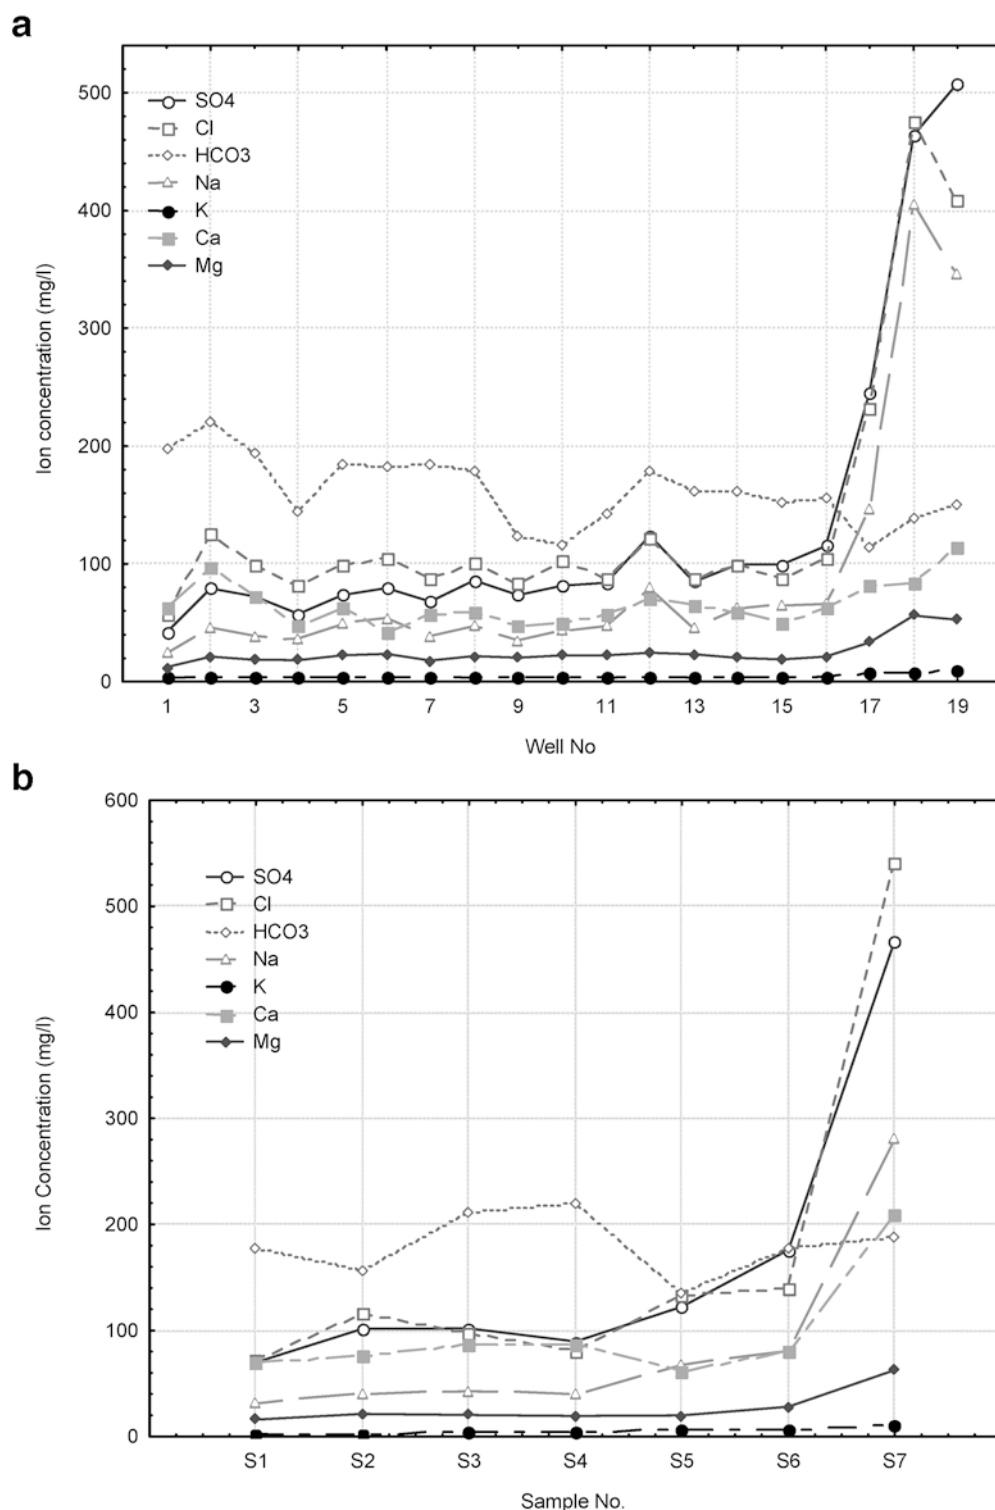 a
500
400
300
200
100
0
Ion concentration (mg/l)
SO4
Cl
HCO3
Na
K
Ca
Mg
1 3 5 7 9 11 13 15 17 19
Well No
b
600
500
400
300
200
100
0
Ion Concentration (mg/l)
SO4
Cl
HCO3
Na
K
Ca
Mg
S1 S2 S3 S4 S5 S6 S7
Sample No.